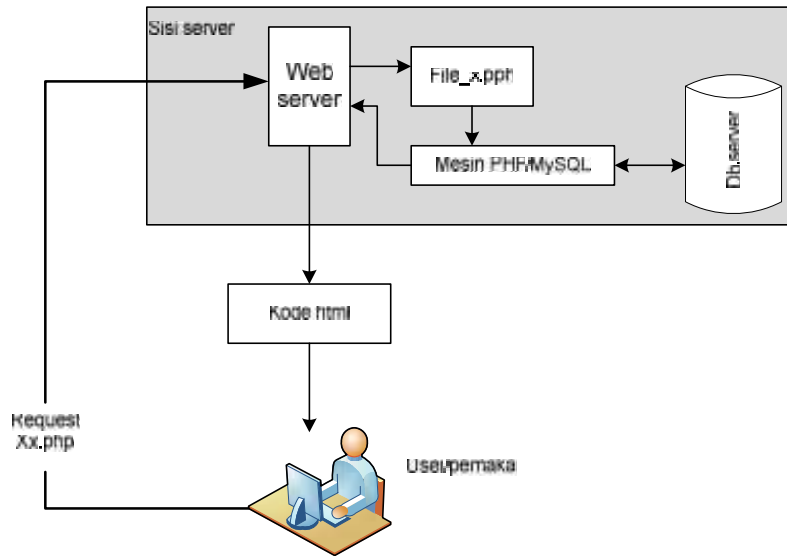 Sisi server
Web
server
File_x.pph
Mesin PHP/MySQL
Db server
Kode html
Request
Xx.php
User/pemaka